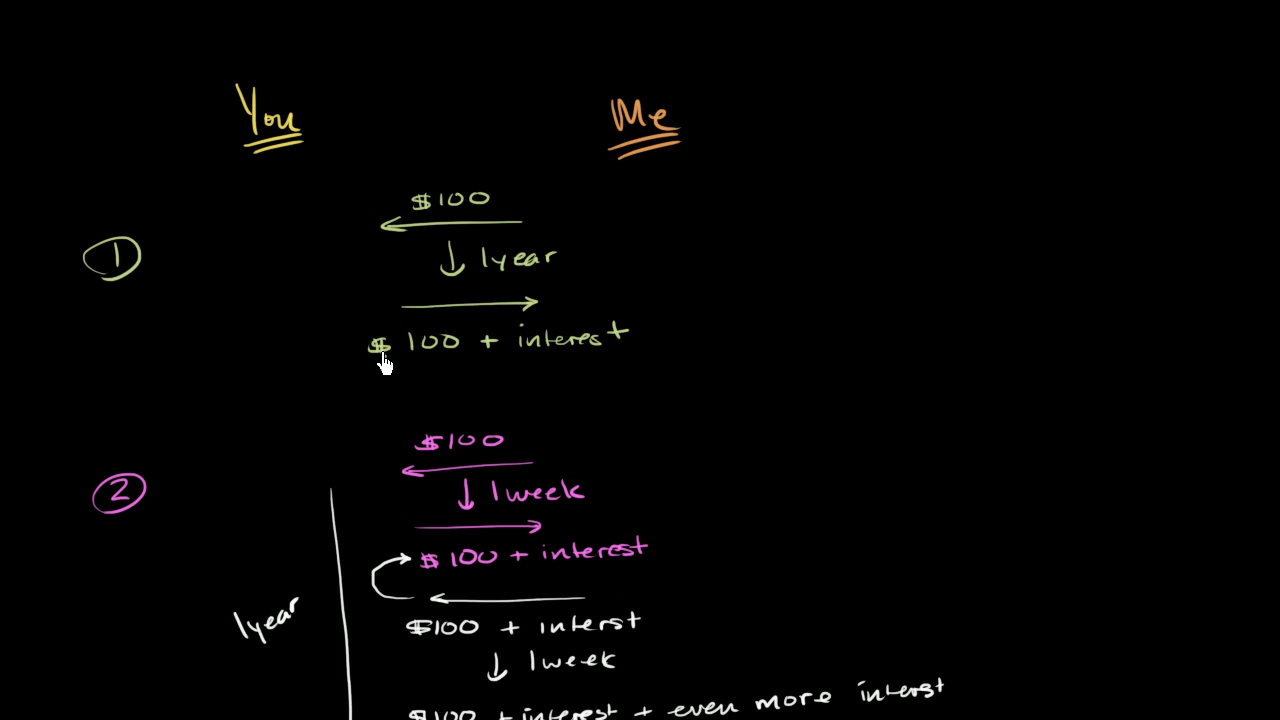 You Me
$100
1 ↓ 1year
$ 100 + interest
$100
2 ↓ 1week
$ 100 + interest
1year
$100 + interst
↓ 1week
$100 + interest + even more interst